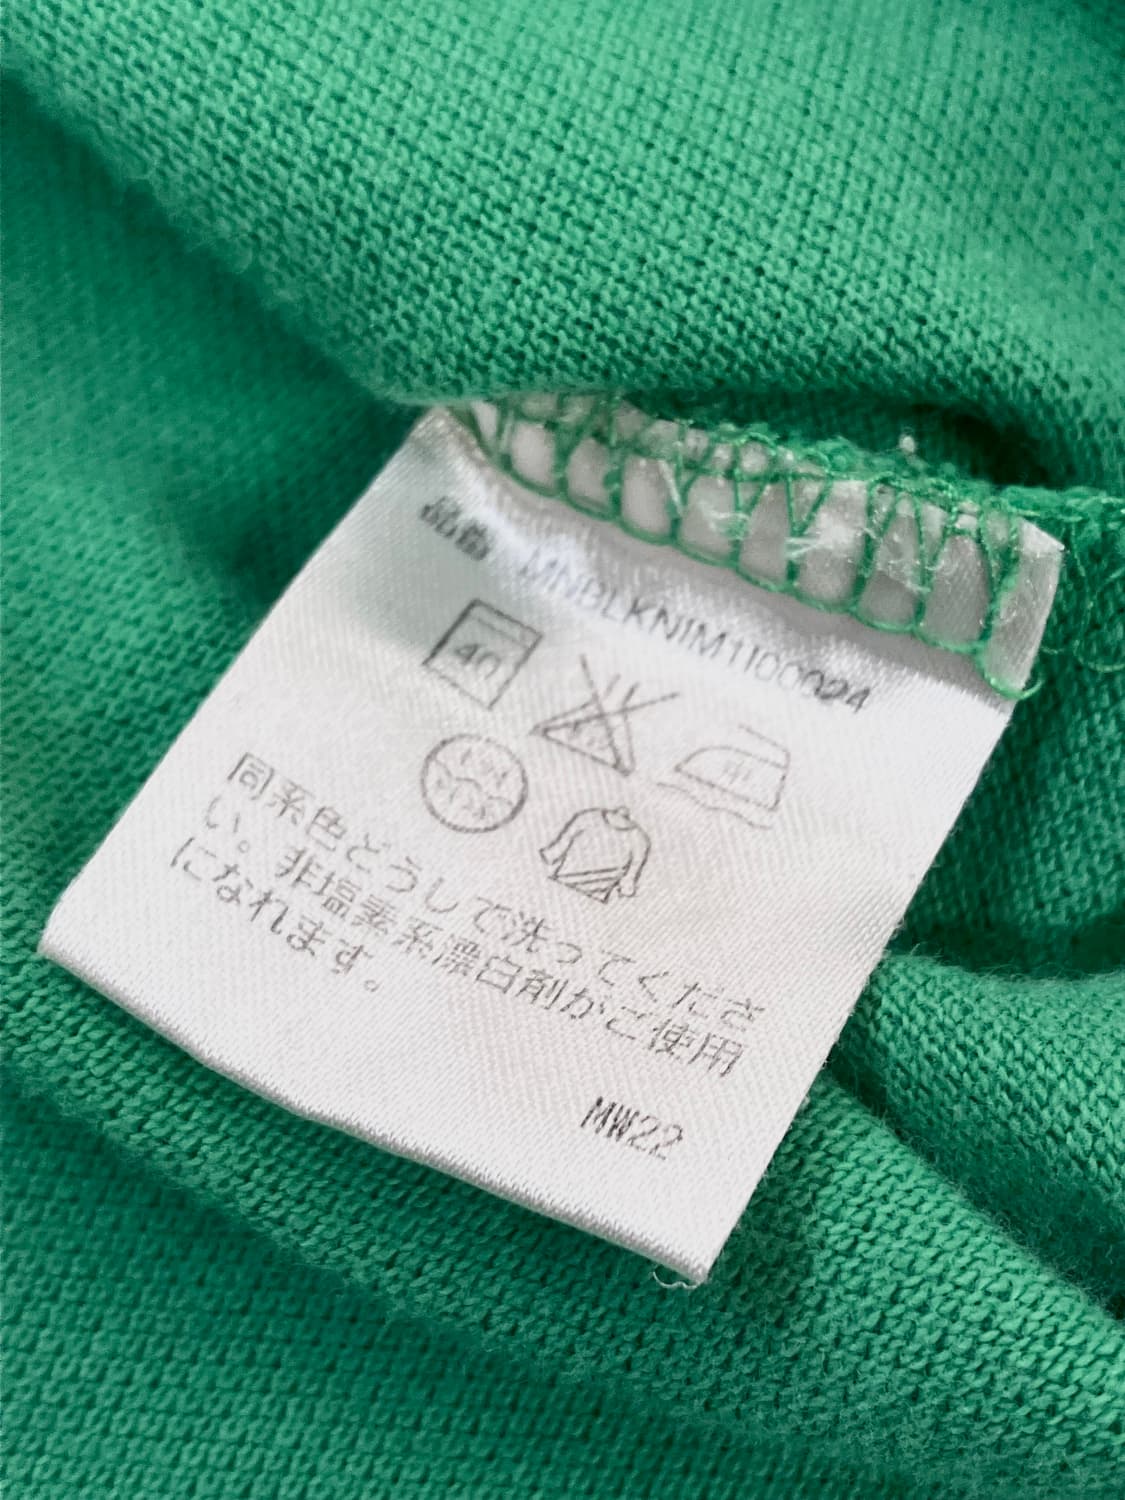 品番 MNBLKNIM1100024
40
同系色どうしで洗ってくださ
い。非塩素系漂白剤がご使用
になれます。
MW22